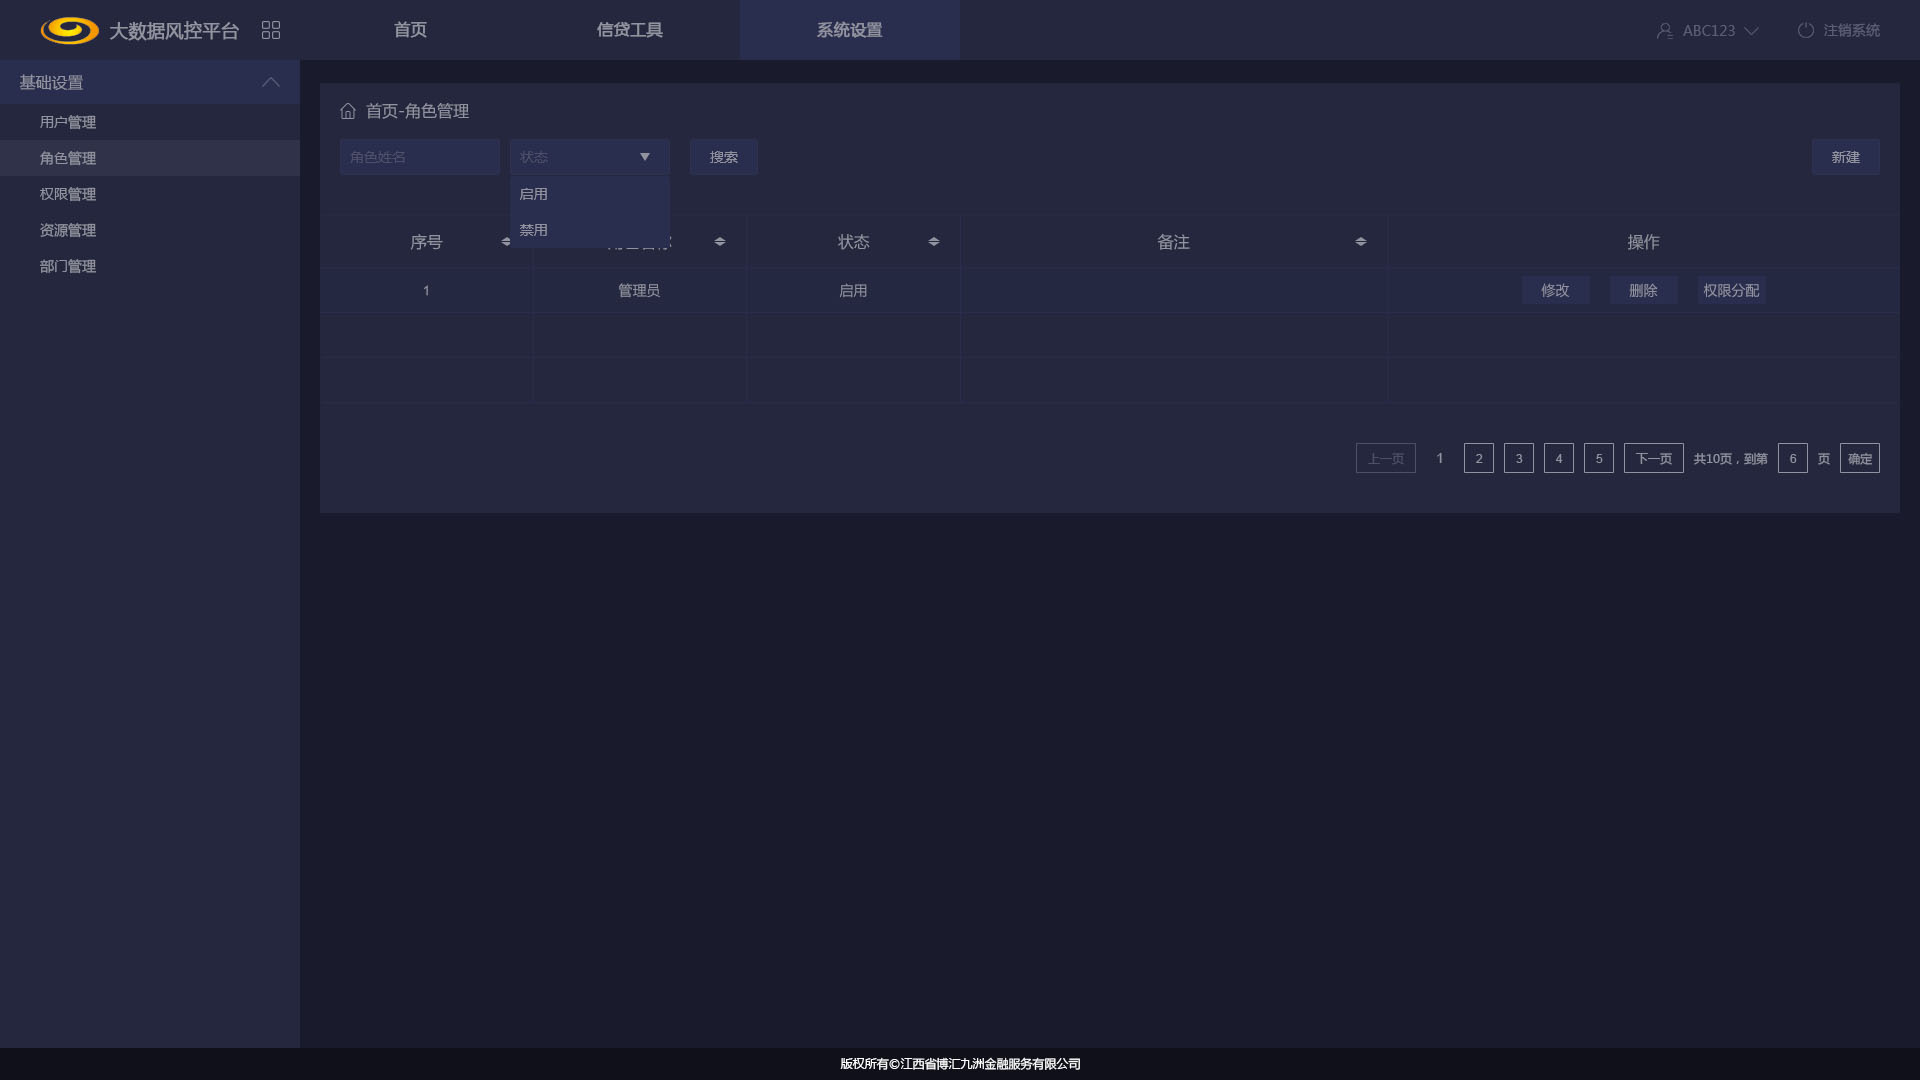 大数据风控平台
首页
信贷工具
系统设置
ABC123
注销系统
基础设置
用户管理
角色管理
权限管理
资源管理
部门管理
首页-角色管理
角色姓名
状态
搜索
新建
启用
禁用
序号
状态
备注
操作
1
管理员
启用
修改
删除
权限分配
上一页 1 2 3 4 5 下一页 共10页，到第 6 页 确定
版权所有©江西省博汇九洲金融服务有限公司